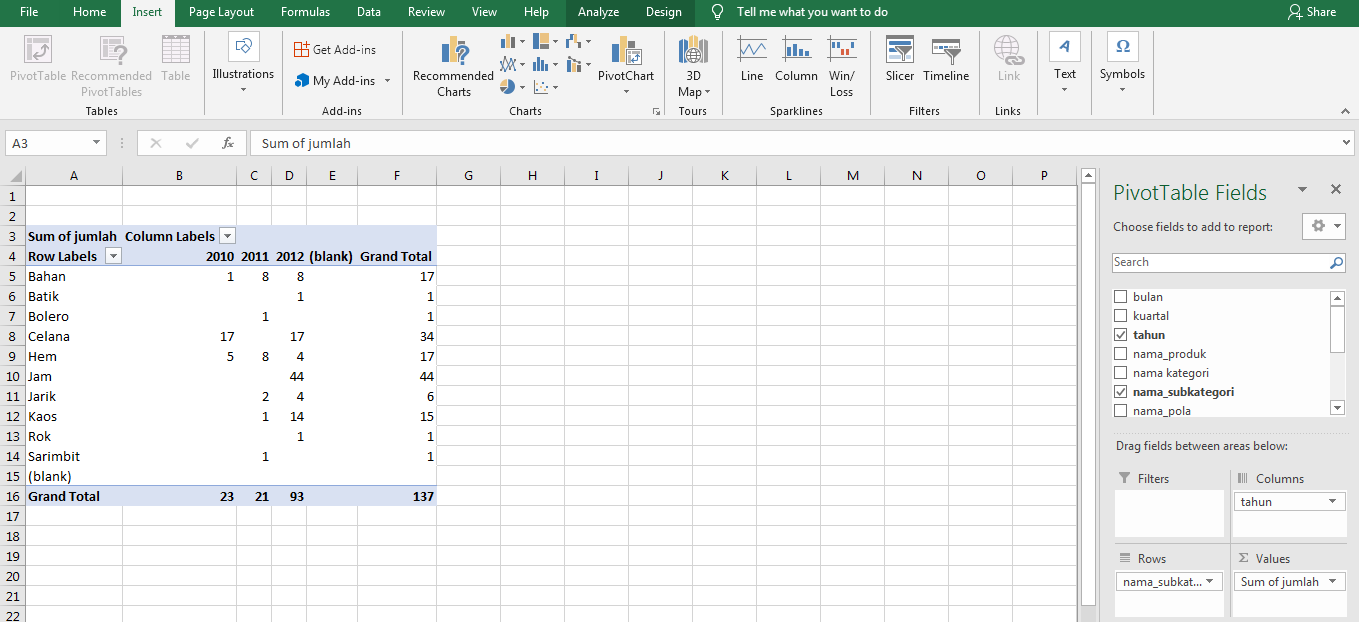 File Home Insert Page Layout Formulas Data Review View Help Analyze Design Tell me what you want to do Share
PivotTable Recommended PivotTables Table
Tables
Illustrations
Get Add-ins
My Add-ins
Add-ins
Recommended Charts
PivotChart
Charts
3D Map
Tours
Line Column Win/ Loss
Sparklines
Slicer Timeline
Filters
Link
Links
Text
Symbols
A3 fx Sum of jumlah
A B C D E F G H I J K L M N O P
1
2
3 Sum of jumlah Column Labels
4 Row Labels 2010 2011 2012 (blank) Grand Total
5 Bahan 1 8 8 17
6 Batik 1 1
7 Bolero 1 1
8 Celana 17 17 34
9 Hem 5 8 4 17
10 Jam 44 44
11 Jarik 2 4 6
12 Kaos 1 14 15
13 Rok 1 1
14 Sarimbit 1 1
15 (blank)
16 Grand Total 23 21 93 137
17
18
19
20
21
22
PivotTable Fields
Choose fields to add to report:
Search
bulan
kuartal
tahun
nama_produk
nama kategori
nama_subkategori
nama_pola
Drag fields between areas below:
Filters
Columns
tahun
Rows
nama_subkat...
Σ Values
Sum of jumlah